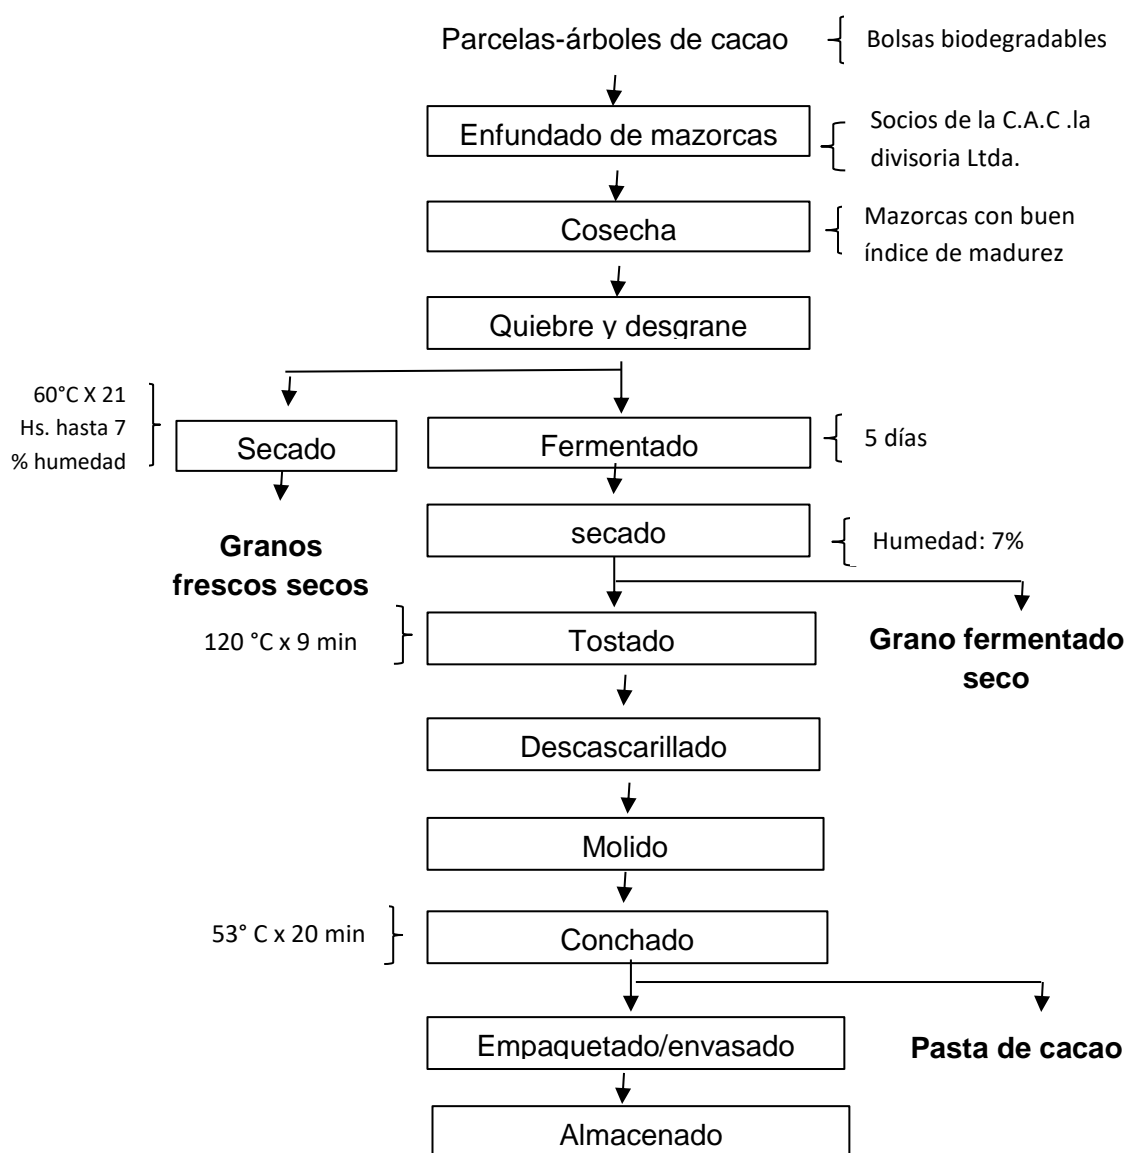 Parcelas-árboles de cacao
Bolsas biodegradables
Enfundado de mazorcas
Socios de la C.A.C .la
divisoria Ltda.
Cosecha
Mazorcas con buen
índice de madurez
Quiebre y desgrane
60°C X 21
Hs. hasta 7
% humedad
Secado
Fermentado
5 días
Granos
frescos secos
secado
Humedad: 7%
120 °C x 9 min
Tostado
Grano fermentado
seco
Descascarillado
Molido
53° C x 20 min
Conchado
Empaquetado/envasado
Pasta de cacao
Almacenado